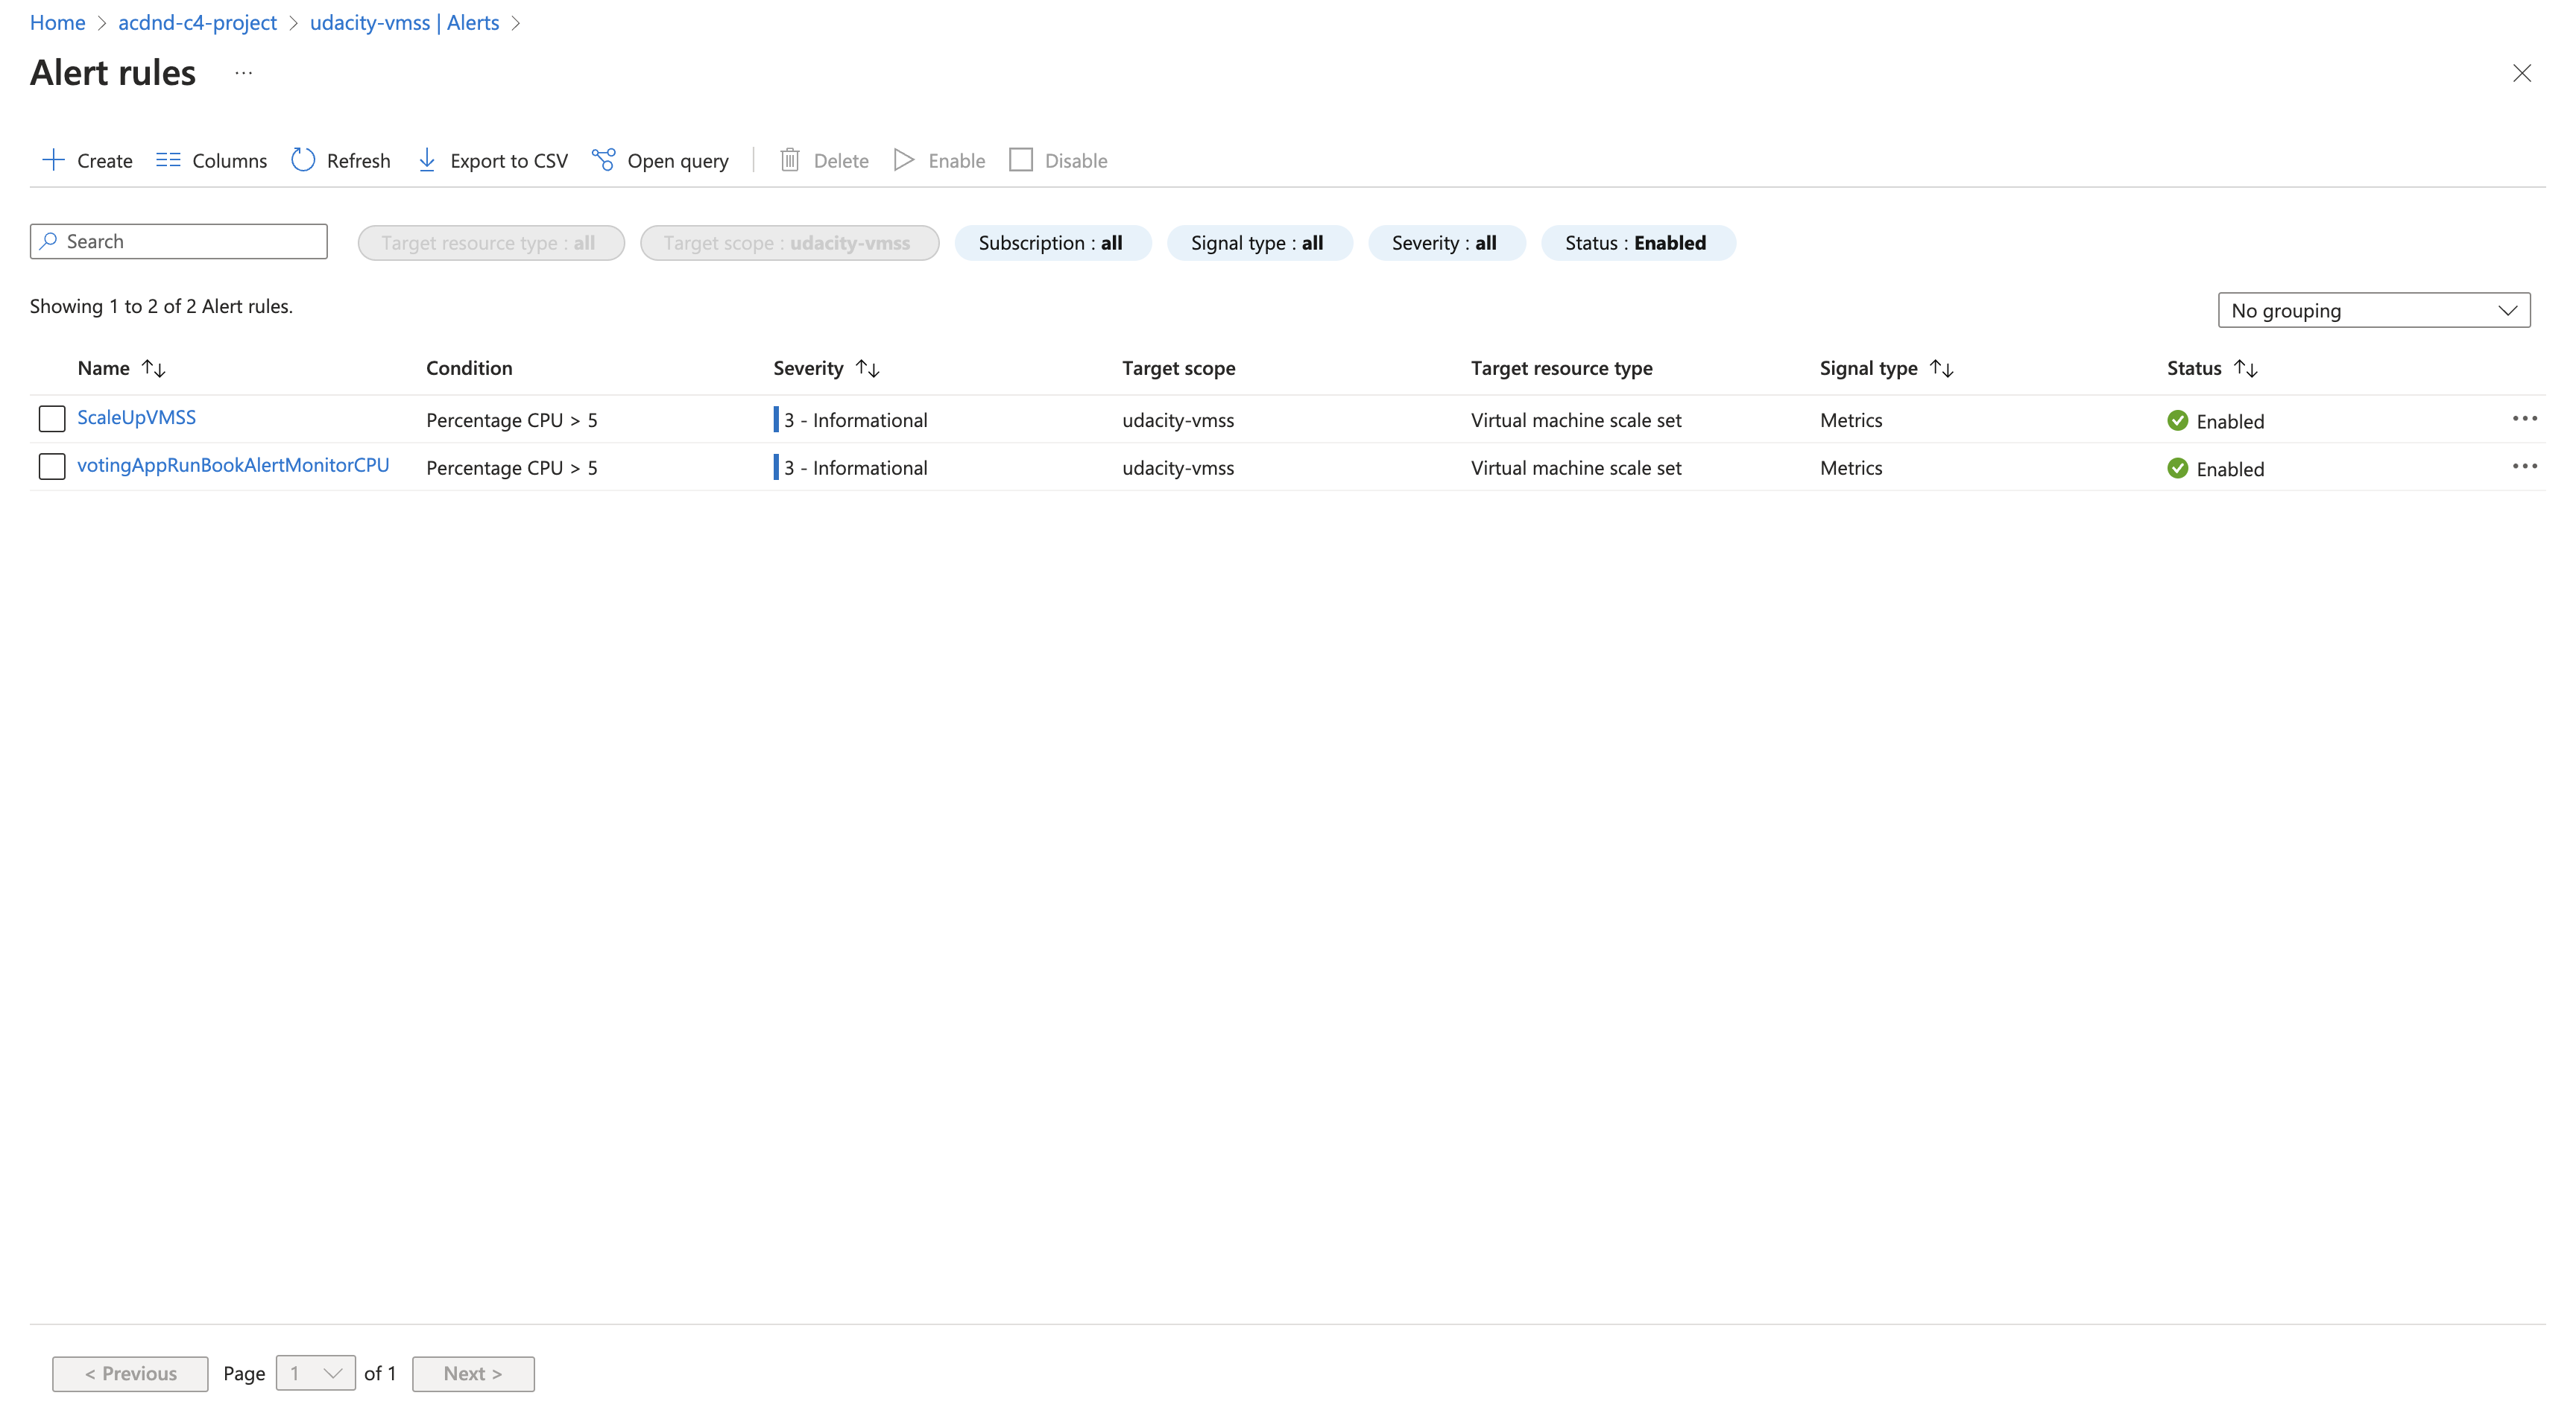 Home > acdnd-c4-project > udacity-vmss | Alerts >
Alert rules ...
Create Columns Refresh Export to CSV Open query Delete Enable Disable
Search Target resource type : all Target scope : udacity-vmss Subscription : all Signal type : all Severity : all Status : Enabled
Showing 1 to 2 of 2 Alert rules.
No grouping
Name Condition Severity Target scope Target resource type Signal type Status
ScaleUpVMSS Percentage CPU > 5 3 - Informational udacity-vmss Virtual machine scale set Metrics Enabled
votingAppRunBookAlertMonitorCPU Percentage CPU > 5 3 - Informational udacity-vmss Virtual machine scale set Metrics Enabled
< Previous Page 1 of 1 Next >